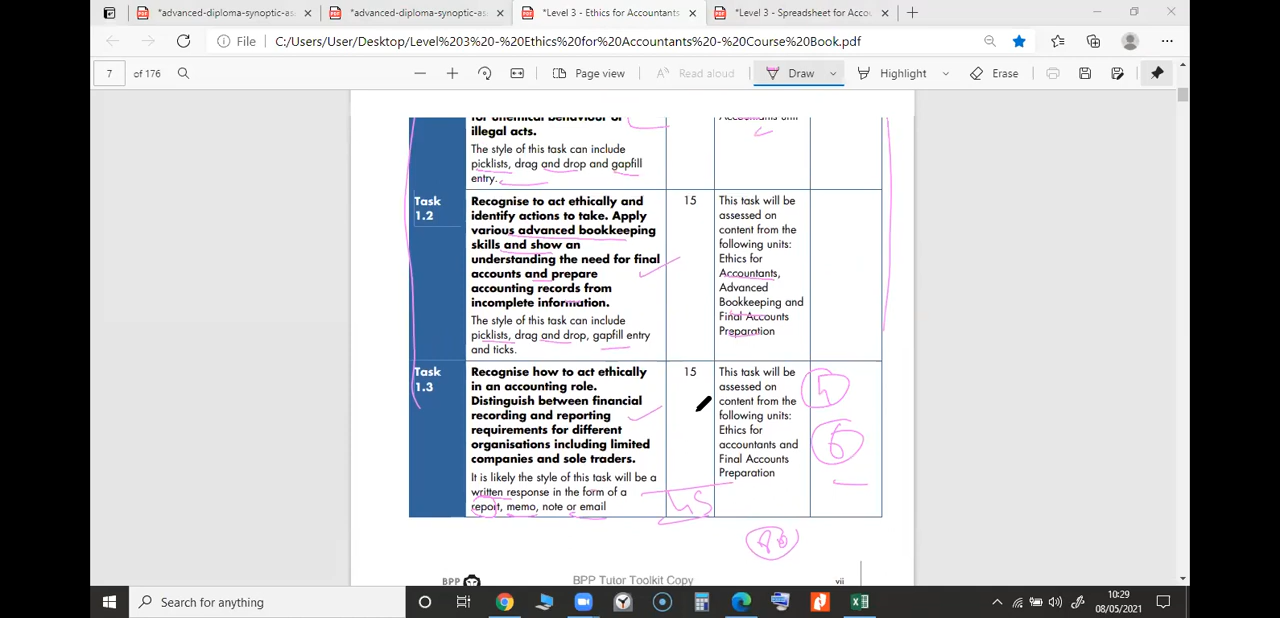 *advanced-diploma-synoptic-as
*advanced-diploma-synoptic-as
*Level 3 - Ethics for Accountants
*Level 3 - Spreadsheet for Accou
File
C:/Users/User/Desktop/Level%203%20-%20Ethics%20for%20Accountants%20-%20Course%20Book.pdf
7 of 176
Page view
Read aloud
Draw
Highlight
Erase
for unethical behaviour or
illegal acts.
The style of this task can include
picklists, drag and drop and gapfill
entry.
Accountants unit
Task
1.2
Recognise to act ethically and
identify actions to take. Apply
various advanced bookkeeping
skills and show an
understanding the need for final
accounts and prepare
accounting records from
incomplete information.
The style of this task can include
picklists, drag and drop, gapfill entry
and ticks.
15
This task will be
assessed on
content from the
following units:
Ethics for
Accountants,
Advanced
Bookkeeping and
Final Accounts
Preparation
Task
1.3
Recognise how to act ethically
in an accounting role.
Distinguish between financial
recording and reporting
requirements for different
organisations including limited
companies and sole traders.
It is likely the style of this task will be a
written response in the form of a
report, memo, note or email
15
This task will be
assessed on
content from the
following units:
Ethics for
accountants and
Final Accounts
Preparation
6
45
BPP
BPP Tutor Toolkit Copy
vii
Search for anything
10:29
08/05/2021